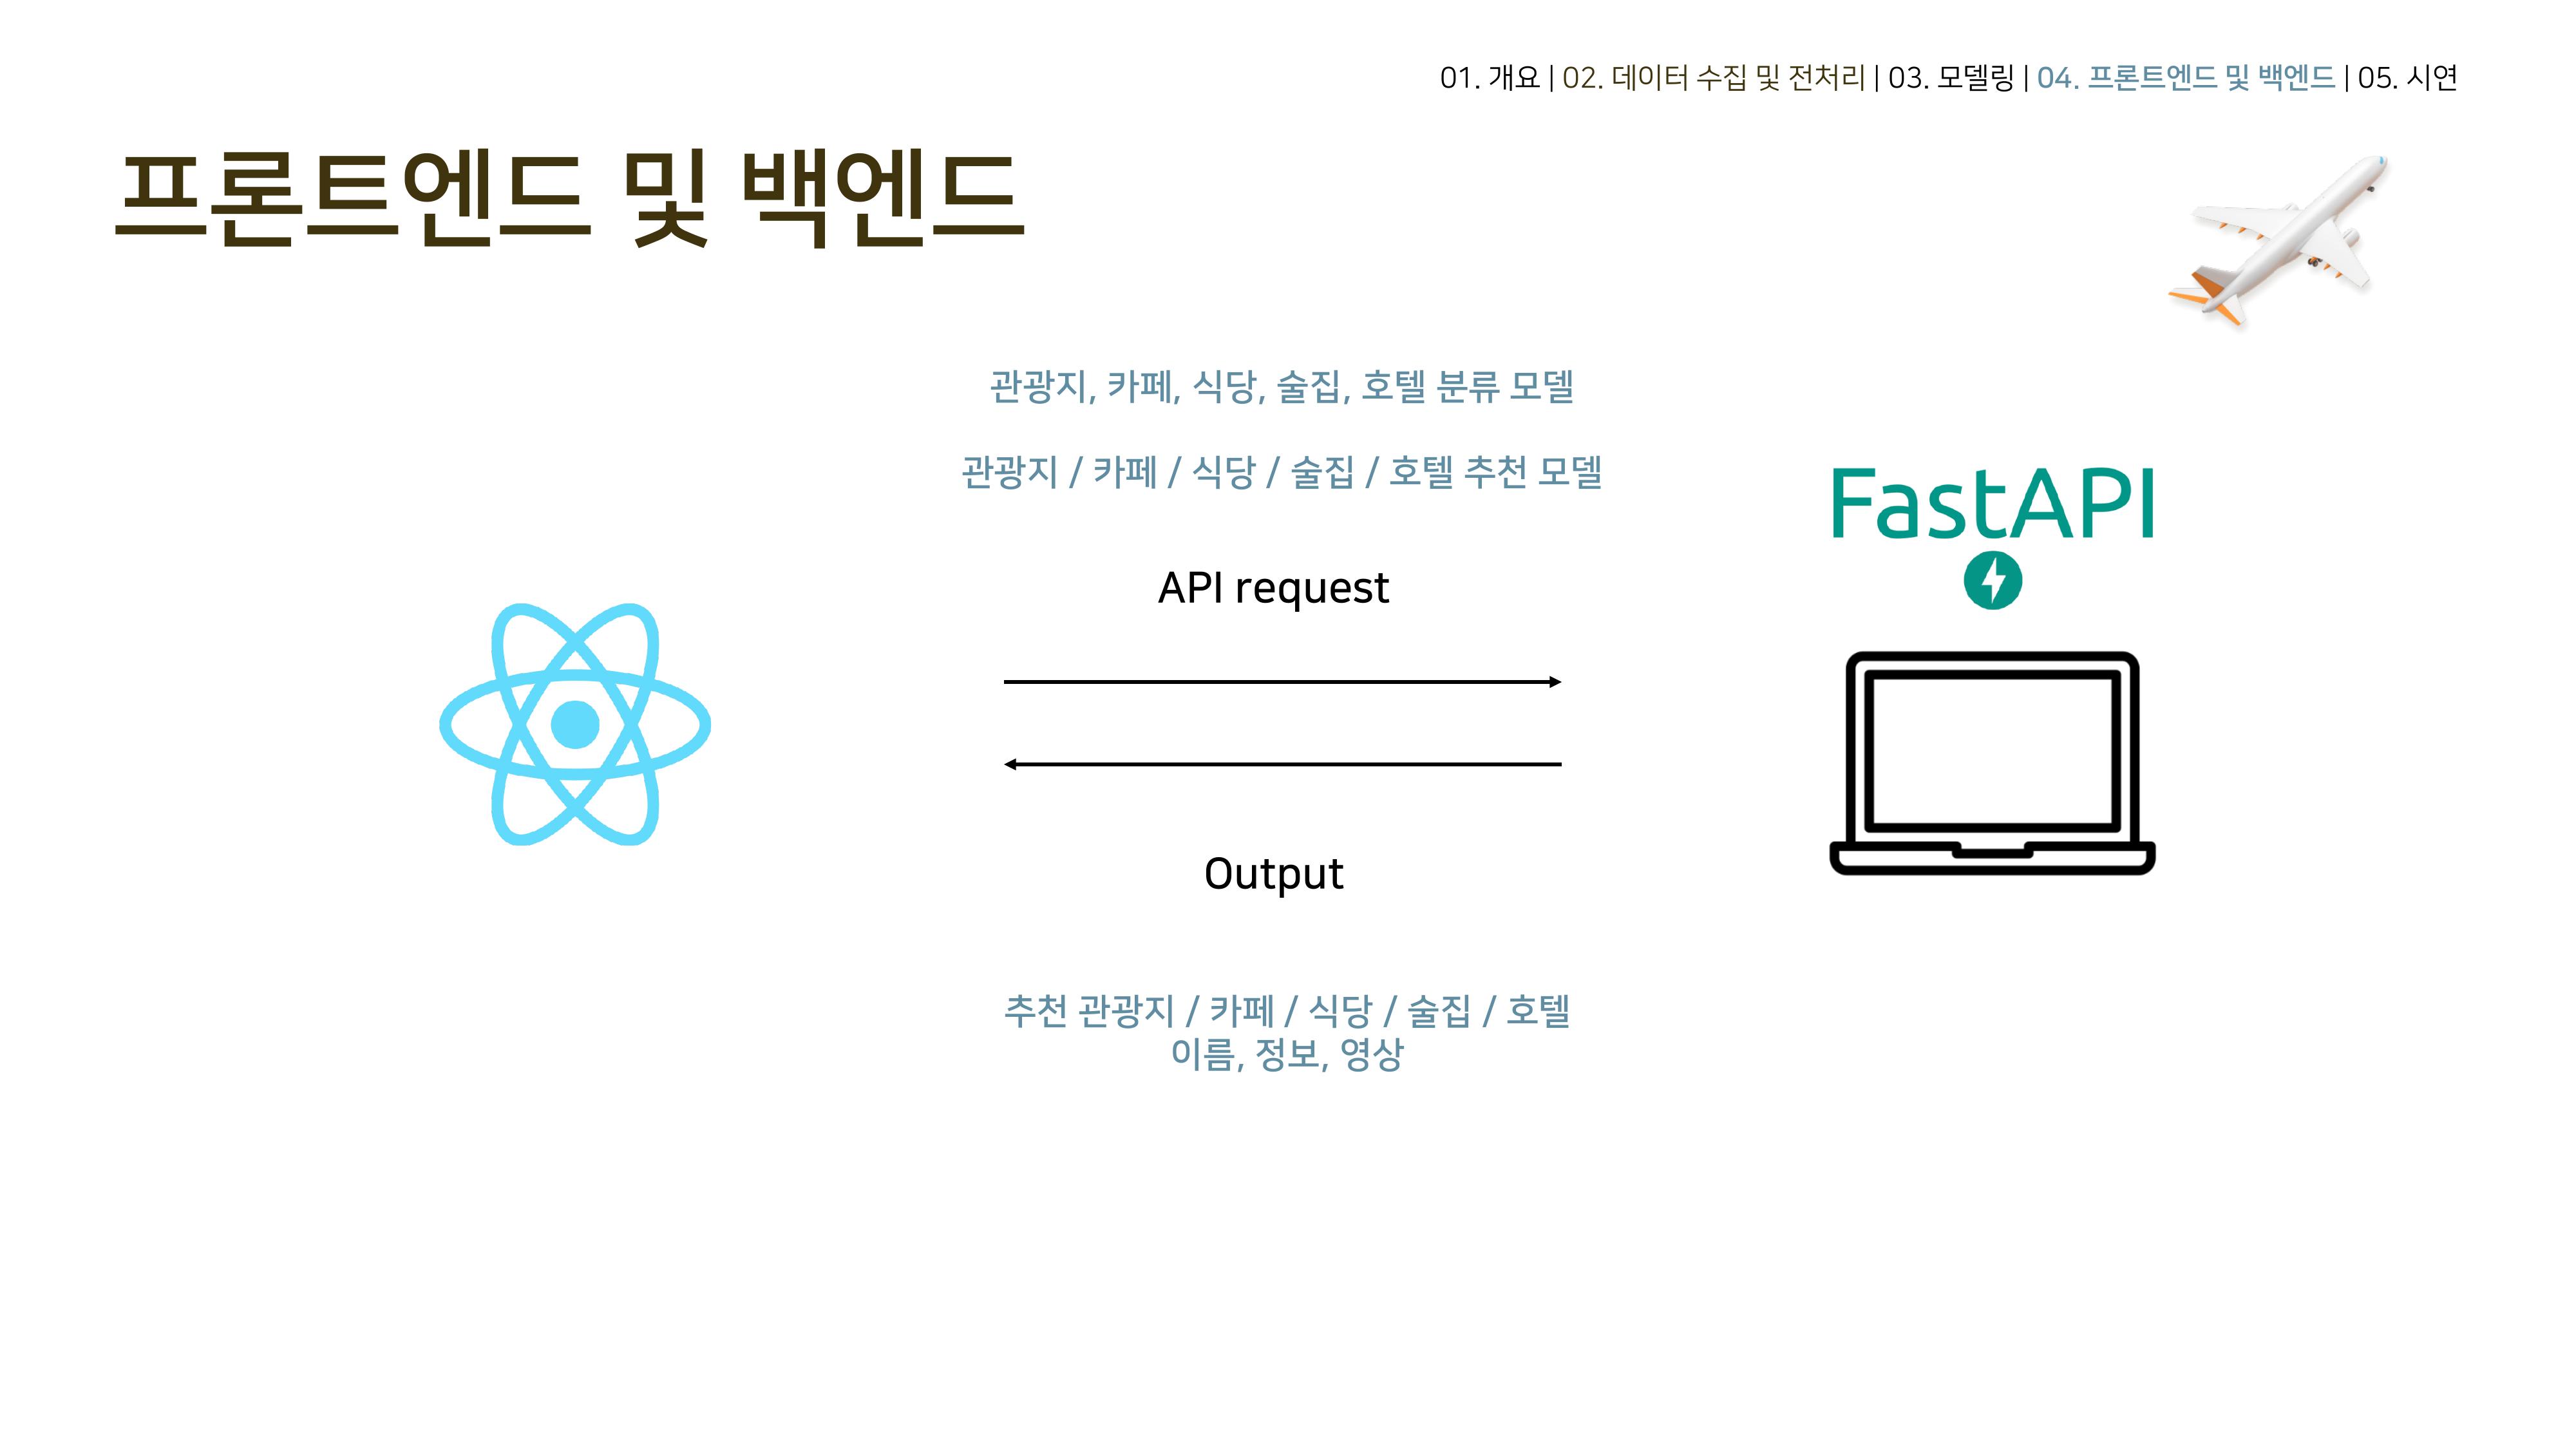 01. 개요 | 02. 데이터 수집 및 전처리 | 03. 모델링 | 04. 프론트엔드 및 백엔드 | 05. 시연
프론트엔드 및 백엔드
관광지, 카페, 식당, 술집, 호텔 분류 모델
관광지 / 카페 / 식당 / 술집 / 호텔 추천 모델
FastAPI
API request
Output
추천 관광지 / 카페 / 식당 / 술집 / 호텔
이름, 정보, 영상